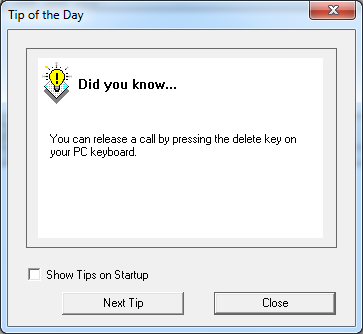 Tip of the Day
Did you know...
You can release a call by pressing the delete key on
your PC keyboard.
Show Tips on Startup
Next Tip
Close